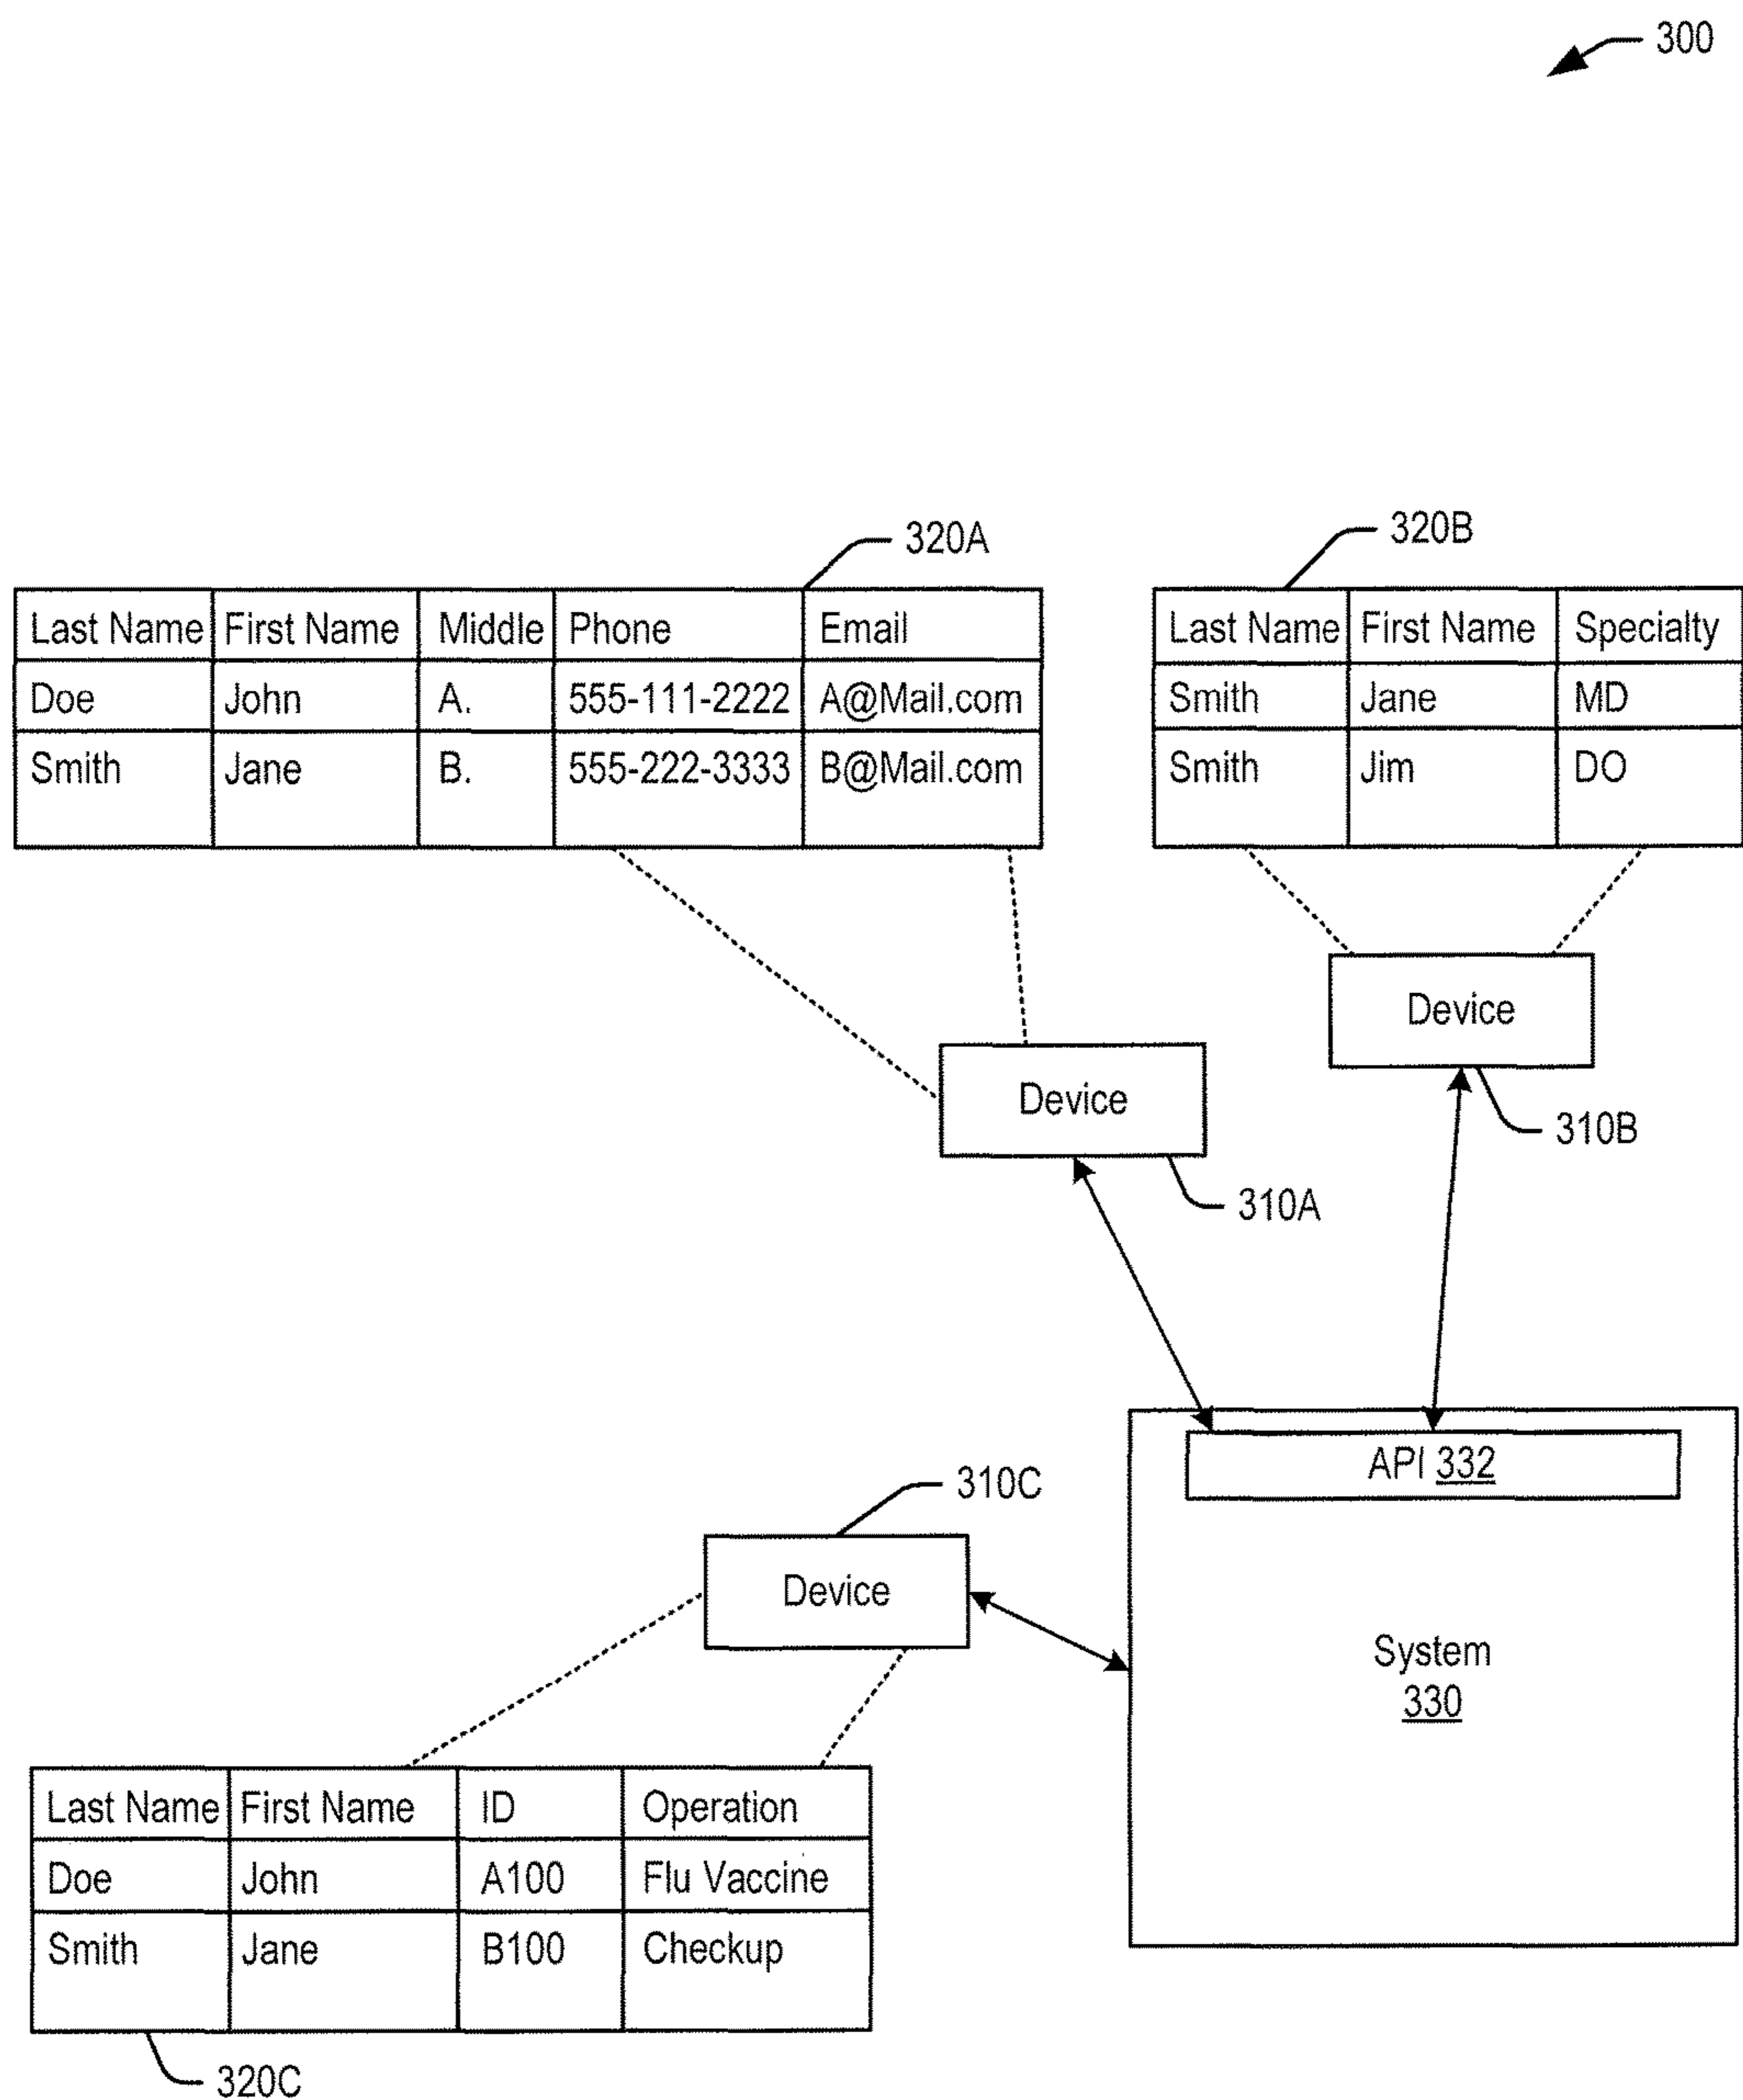 300
320A
320B
Last Name First Name Middle Phone Email
Doe John A. 555-111-2222 A@Mail.com
Smith Jane B. 555-222-3333 B@Mail.com
Last Name First Name Specialty
Smith Jane MD
Smith Jim DO
Device
310B
Device
310A
API 332
310C
Device
System
330
Last Name First Name ID Operation
Doe John A100 Flu Vaccine
Smith Jane B100 Checkup
320C